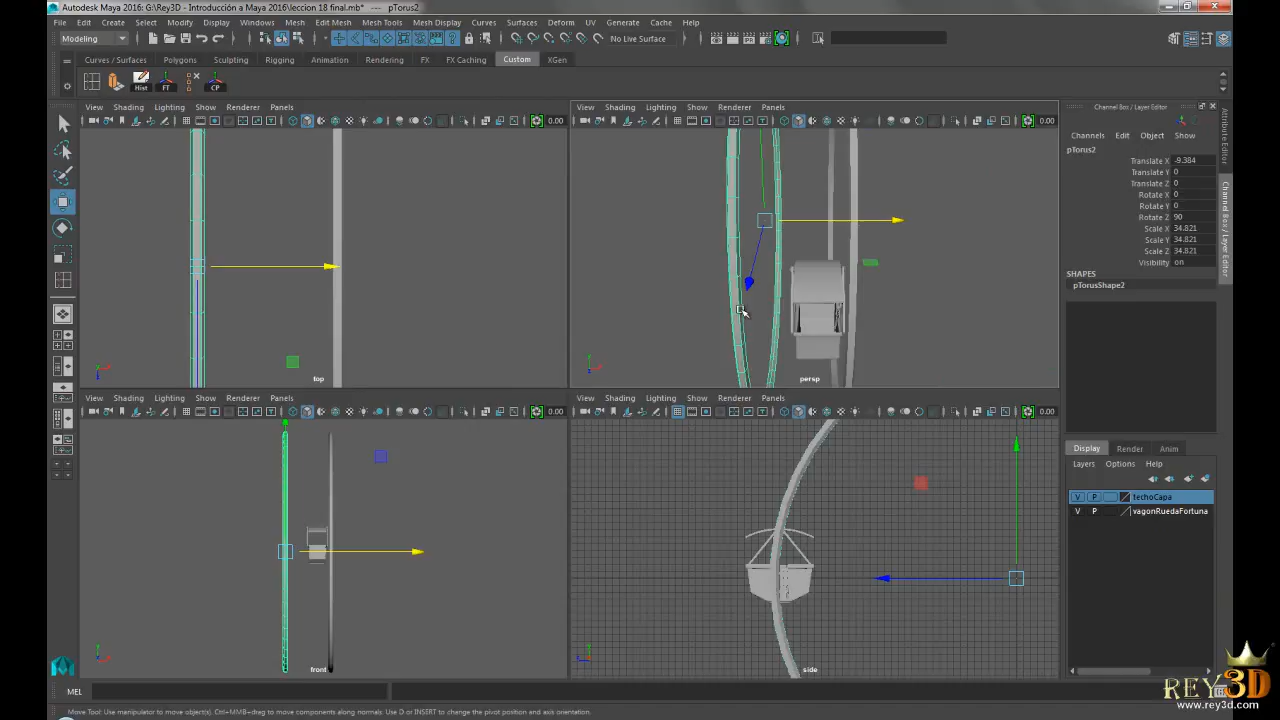 Autodesk Maya 2016: G:\Rey3D - Introducción a Maya 2016\leccion 18 final.mb* --- pTorus2
File Edit Create Select Modify Display Windows Mesh Edit Mesh Mesh Tools Mesh Display Curves Surfaces Deform UV Generate Cache Help
Modeling No Live Surface
Curves / Surfaces Polygons Sculpting Rigging Animation Rendering FX FX Caching Custom XGen
Hist FT CP
View Shading Lighting Show Renderer Panels
0.00
top
View Shading Lighting Show Renderer Panels
0.00
persp
View Shading Lighting Show Renderer Panels
0.00
front
View Shading Lighting Show Renderer Panels
0.00
side
Channel Box / Layer Editor
Channels Edit Object Show
pTorus2
Translate X -9.384
Translate Y 0
Translate Z 0
Rotate X 0
Rotate Y 0
Rotate Z 90
Scale X 34.821
Scale Y 34.821
Scale Z 34.821
Visibility on
SHAPES
pTorusShape2
Attribute Editor
Channel Box / Layer Editor
Display Render Anim
Layers Options Help
V P techoCapa
V P vagonRuedaFortuna
MEL
Move Tool: Use manipulator to move object(s). Ctrl+MMB+drag to move components along normals. Use D or INSERT to change the pivot position and axis orientation.
REY3D
www.rey3d.com